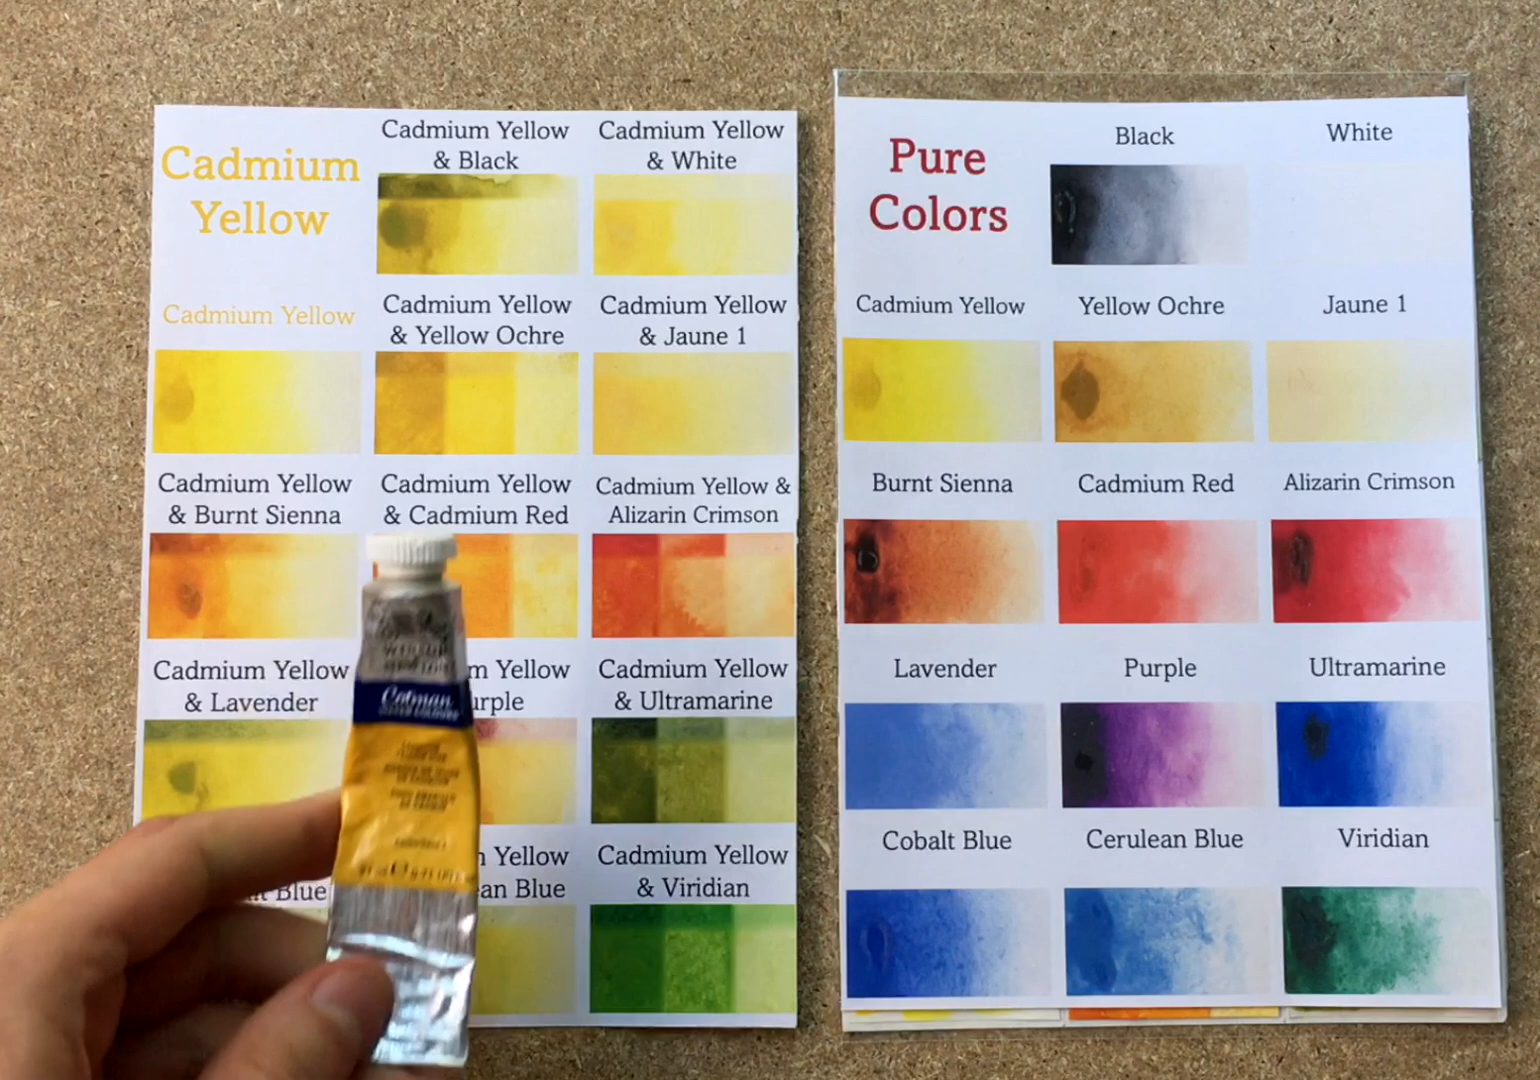 Cadmium
Yellow
Cadmium Yellow
& Black
Cadmium Yellow
& White
Cadmium Yellow
Cadmium Yellow
& Yellow Ochre
Cadmium Yellow
& Jaune 1
Cadmium Yellow
& Burnt Sienna
Cadmium Yellow
& Cadmium Red
Cadmium Yellow &
Alizarin Crimson
Cadmium Yellow
& Lavender
m Yellow
urple
Cadmium Yellow
& Ultramarine
Blue
Yellow
ean Blue
Cadmium Yellow
& Viridian
Cotman
Pure
Colors
Black
White
Cadmium Yellow
Yellow Ochre
Jaune 1
Burnt Sienna
Cadmium Red
Alizarin Crimson
Lavender
Purple
Ultramarine
Cobalt Blue
Cerulean Blue
Viridian